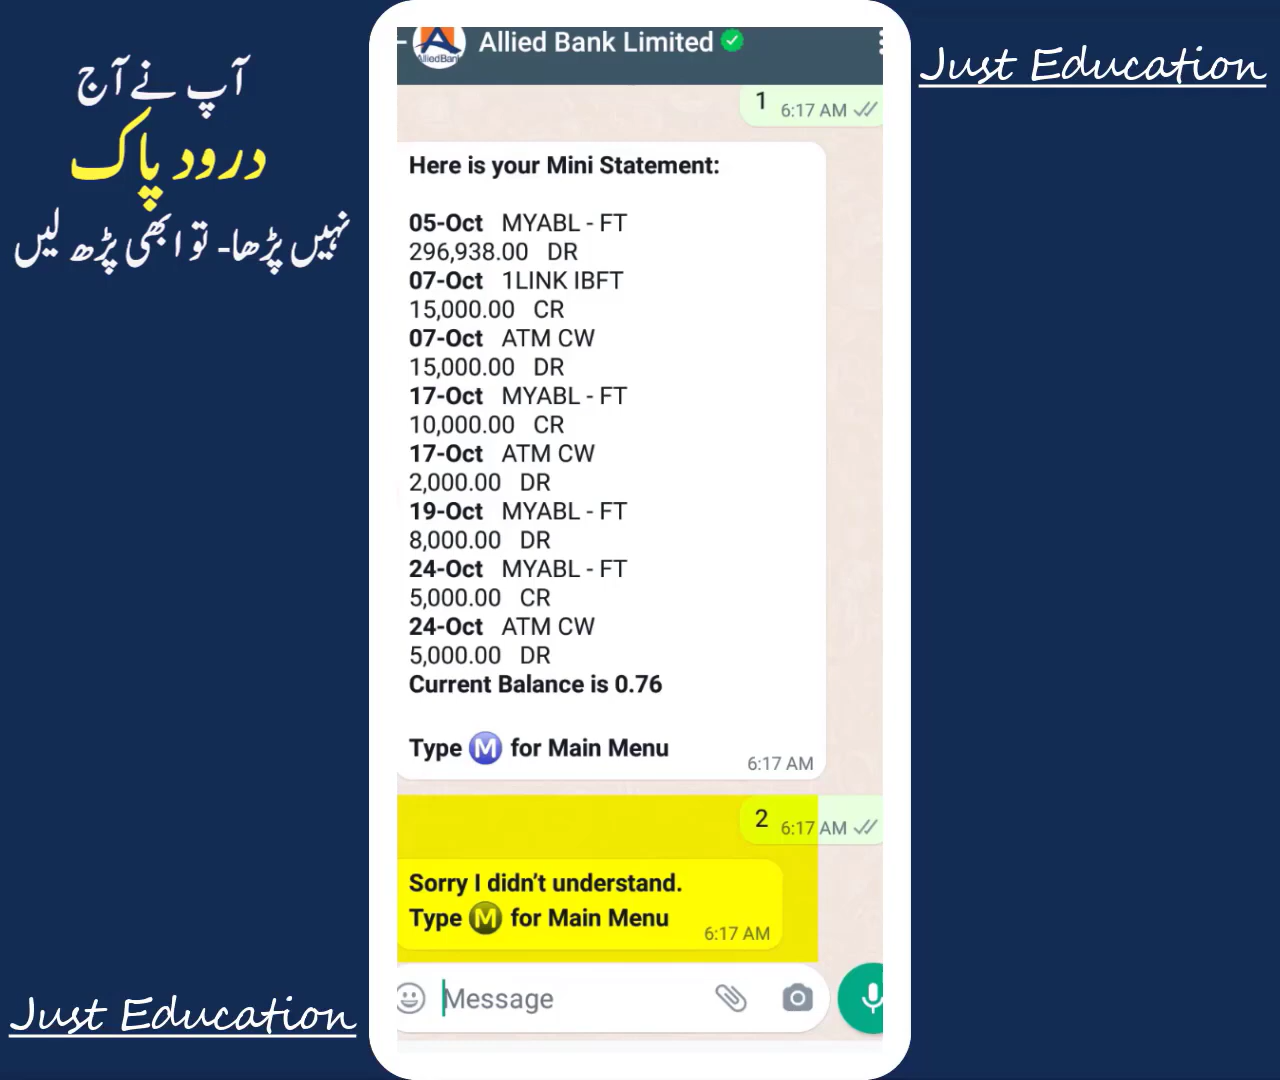 آپ نے آج
درود پاک
نہیں پڑھا- تو ابھی پڑھ لیں
Just Education
Allied Bank Limited
AlliedBank
1 6:17 AM
Here is your Mini Statement:
05-Oct MYABL - FT
296,938.00 DR
07-Oct 1LINK IBFT
15,000.00 CR
07-Oct ATM CW
15,000.00 DR
17-Oct MYABL - FT
10,000.00 CR
17-Oct ATM CW
2,000.00 DR
19-Oct MYABL - FT
8,000.00 DR
24-Oct MYABL - FT
5,000.00 CR
24-Oct ATM CW
5,000.00 DR
Current Balance is 0.76
Type M for Main Menu
6:17 AM
2 6:17 AM
Sorry I didn't understand.
Type M for Main Menu
6:17 AM
Message
Just Education